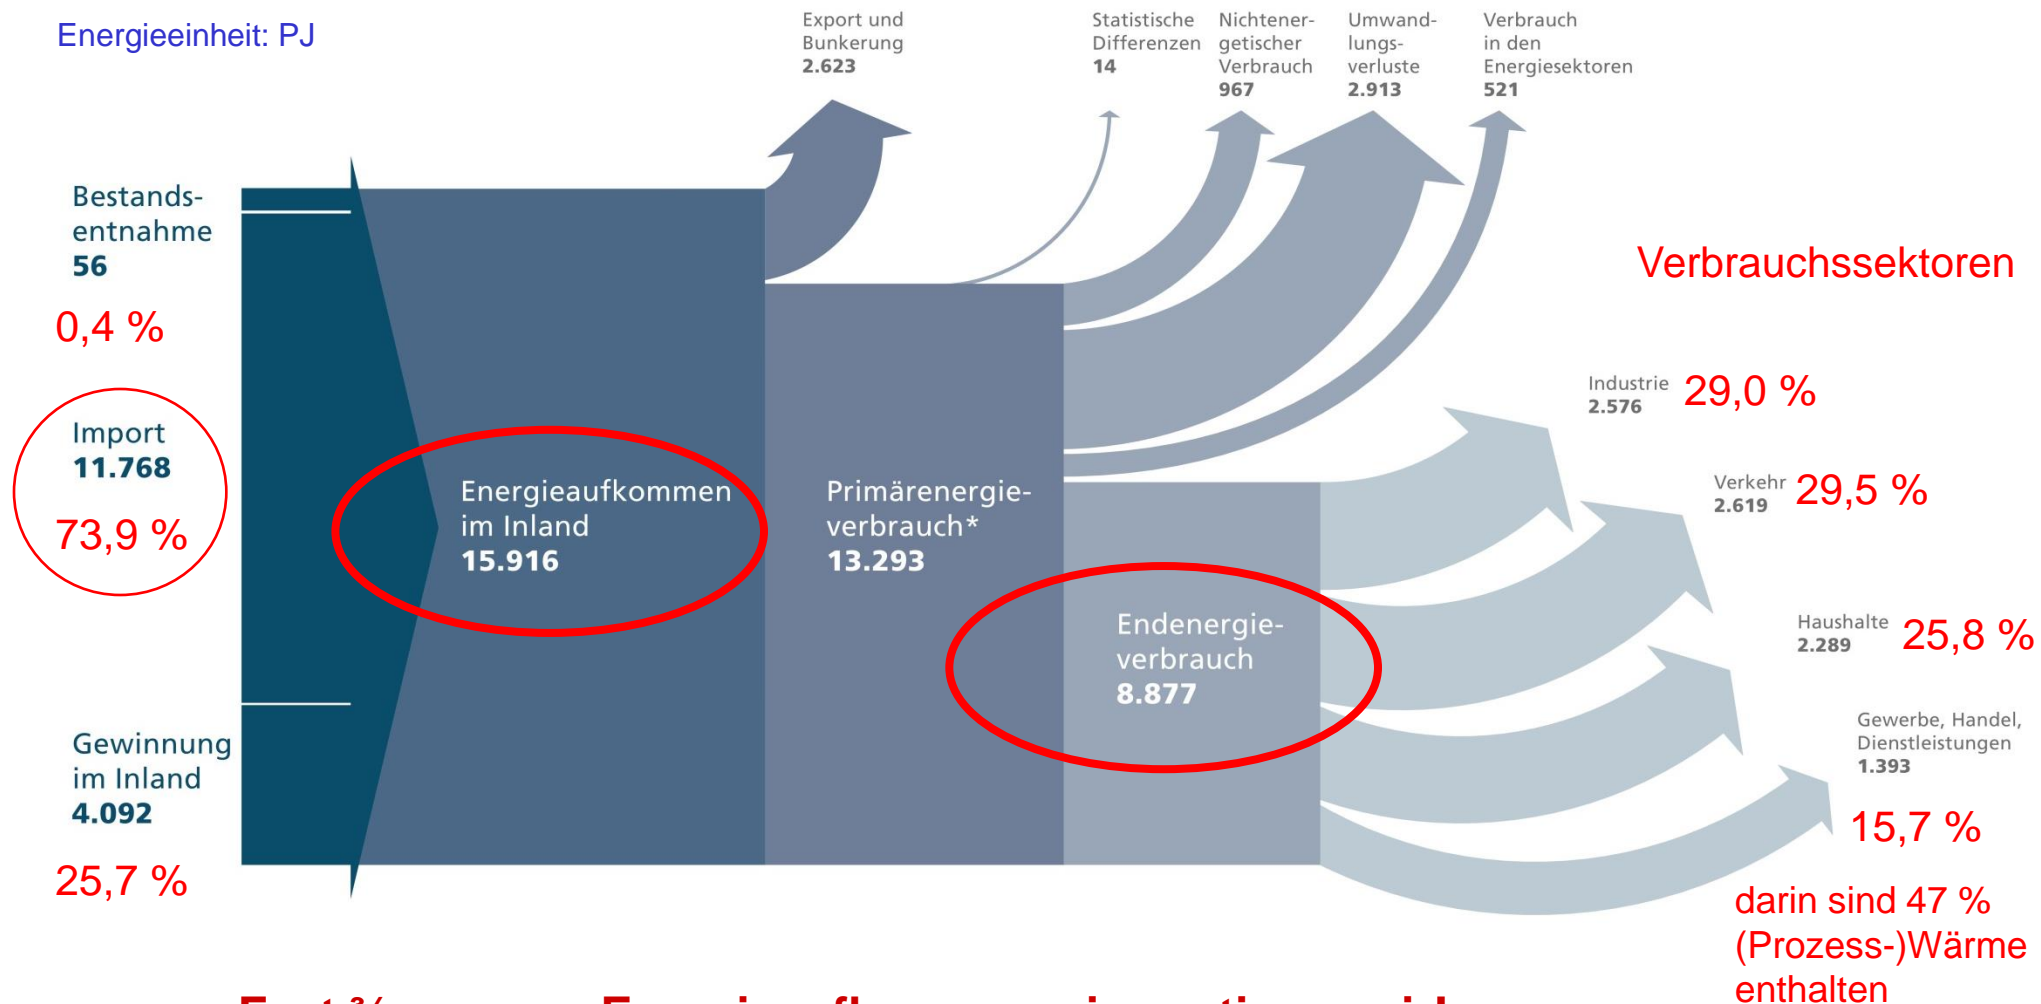 Energieeinheit: PJ
Export und
Bunkerung
2.623
Statistische
Differenzen
14
Nichtener-
getischer
Verbrauch
967
Umwand-
lungs-
verluste
2.913
Verbrauch
in den
Energiesektoren
521
Bestands-
entnahme
56
0,4 %
Import
11.768
73,9 %
Gewinnung
im Inland
4.092
25,7 %
Energieaufkommen
im Inland
15.916
Primärenergie-
verbrauch*
13.293
Endenergie-
verbrauch
8.877
Verbrauchssektoren
Industrie
2.576
29,0 %
Verkehr
2.619
29,5 %
Haushalte
2.289
25,8 %
Gewerbe, Handel,
Dienstleistungen
1.393
15,7 %
darin sind 47 %
(Prozess-)Wärme
enthalten